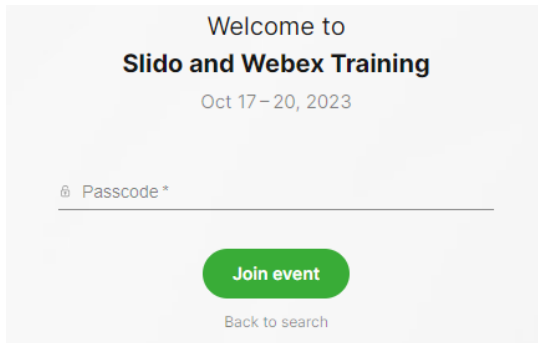 Welcome to
Slido and Webex Training
Oct 17 – 20, 2023
Passcode *
Join event
Back to search